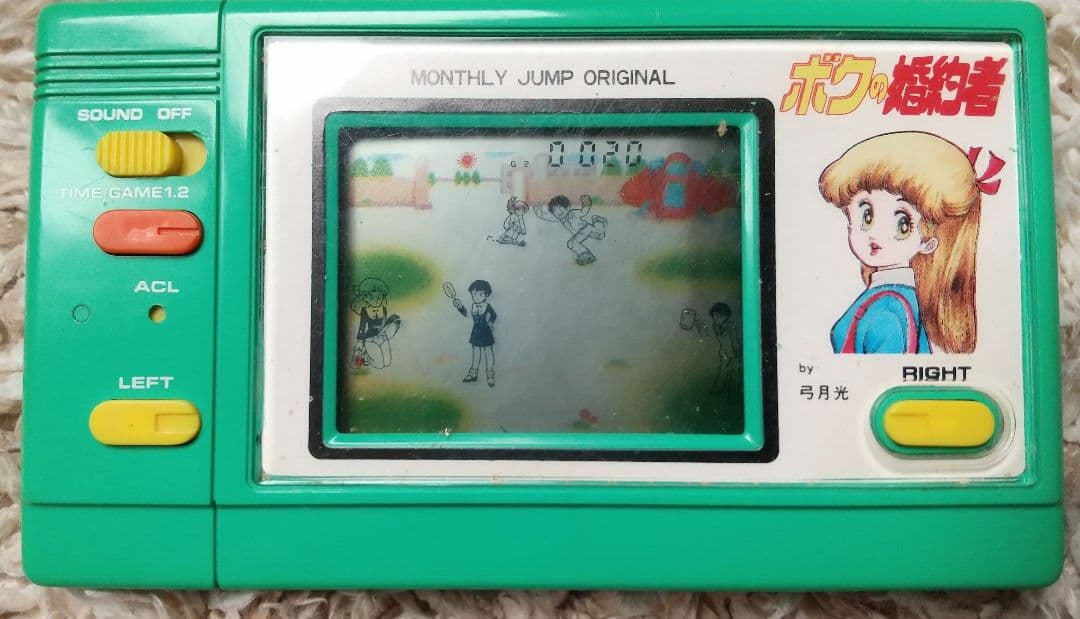 MONTHLY JUMP ORIGINAL
ボクの婚約者
SOUND OFF
TIME/GAME1.2
ACL
LEFT
G 2 0020
by
弓月光
RIGHT